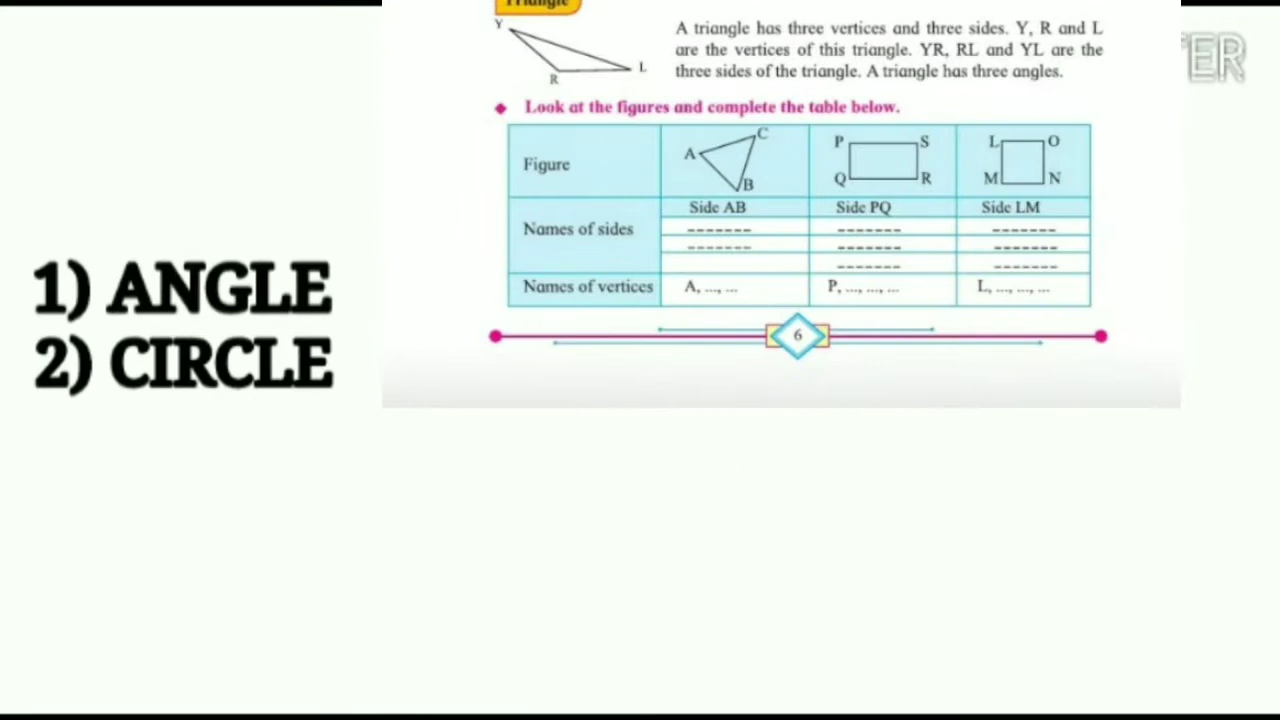 Triangle
Y
L
R
A triangle has three vertices and three sides. Y, R and L
are the vertices of this triangle. YR, RL and YL are the
three sides of the triangle. A triangle has three angles.
TER
◆ Look at the figures and complete the table below.
Figure
A
C
B
P
S
Q
R
L
O
M
N
Names of sides
Side AB
Side PQ
Side LM
-------
-------
-------
-------
-------
-------
-------
-------
Names of vertices
A, ..., ...
P, ..., ..., ...
L, ..., ..., ...
6
1) ANGLE
2) CIRCLE